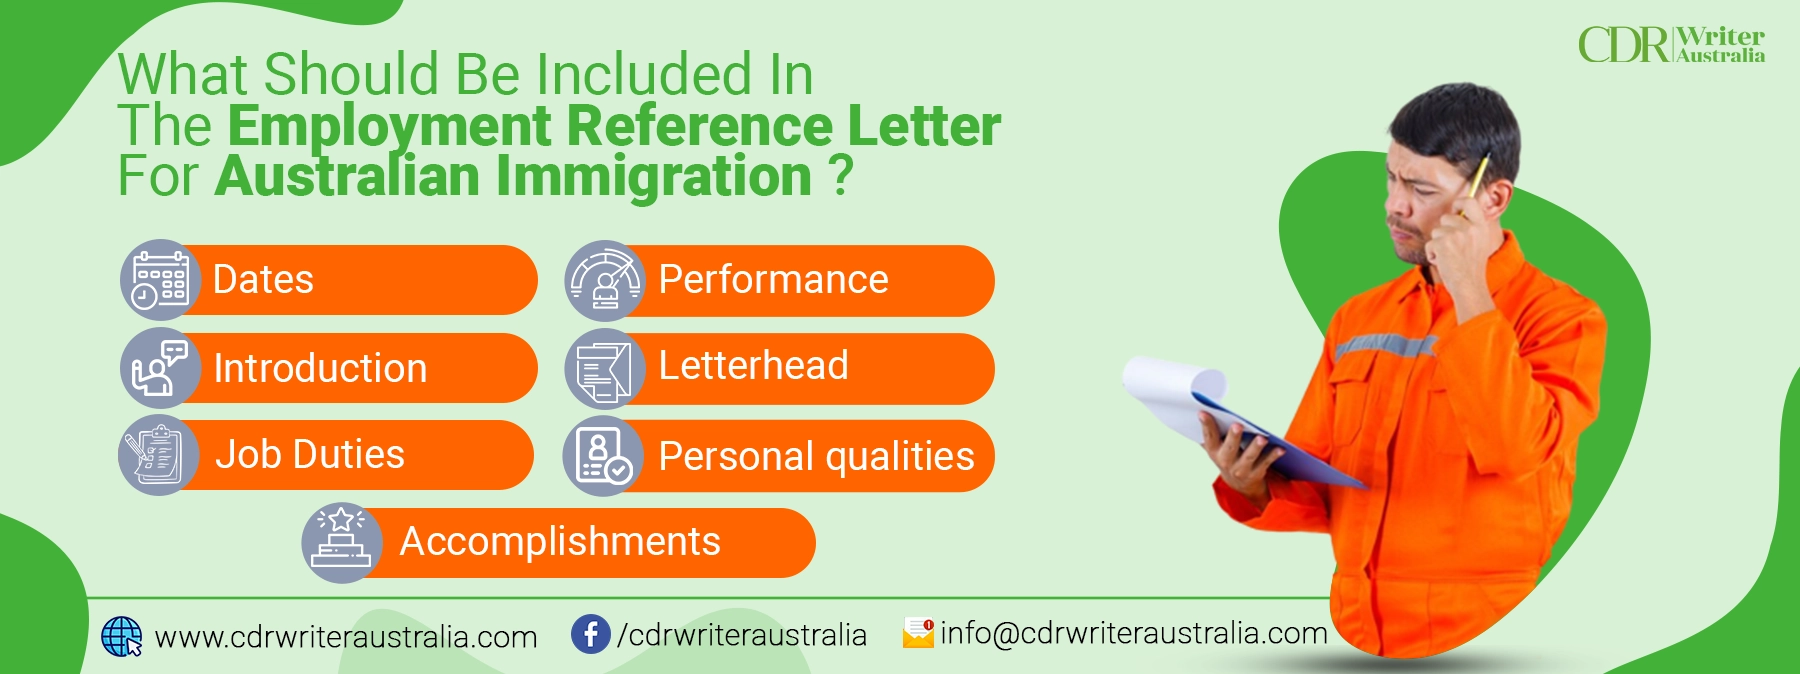 What Should Be Included In
The Employment Reference Letter
For Australian Immigration ?
CDR Writer
Australia
Dates
Performance
Introduction
Letterhead
Job Duties
Personal qualities
Accomplishments
www.cdrwriteraustralia.com
f /cdrwriteraustralia
1 info@cdrwriteraustralia.com